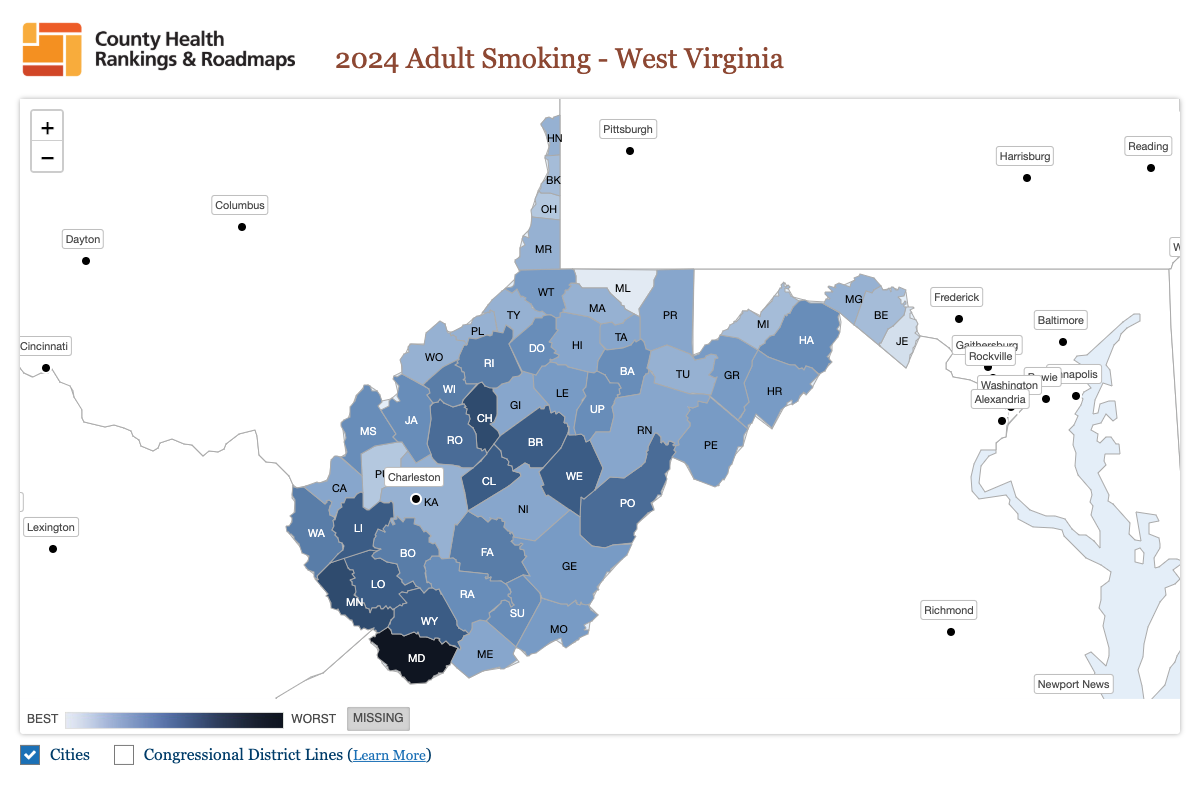 County Health
Rankings & Roadmaps
2024 Adult Smoking - West Virginia
+
−
Pittsburgh
Harrisburg
Reading
Columbus
Dayton
Cincinnati
Lexington
Frederick
Baltimore
Rockville
Washington
Alexandria
Richmond
Newport News
Charleston
HN
BK
OH
MR
WT
ML
MA
PR
TY
PL
DO
HI
TA
MG
BE
MI
JE
HA
WO
RI
BA
TU
GR
HR
WI
LE
GI
UP
JA
CH
MS
RO
BR
RN
PE
CL
WE
CA
KA
NI
PO
WA
LI
BO
FA
GE
LO
RA
MN
WY
SU
MO
MD
ME
BEST
WORST
MISSING
Cities
Congressional District Lines (Learn More)